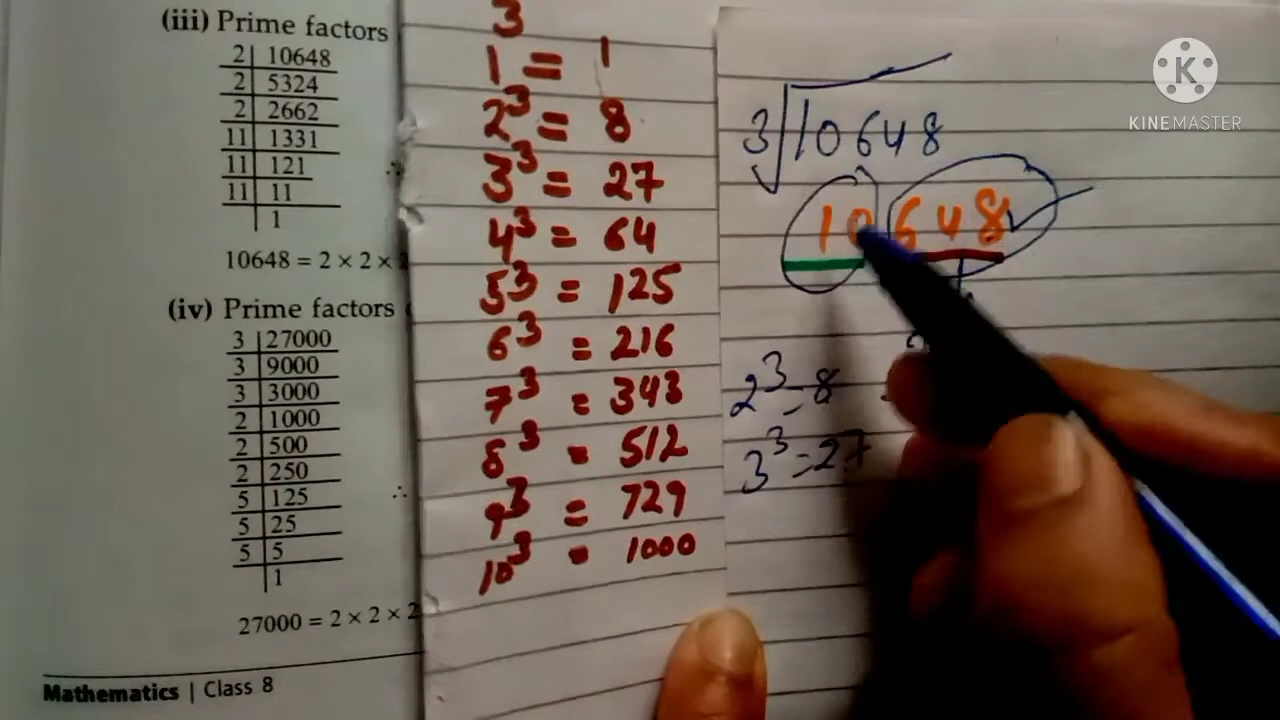 (iii) Prime factors
2 | 10648
2 | 5324
2 | 2662
11 | 1331
11 | 121
11 | 11
| 1
10648 = 2 × 2 ×
(iv) Prime factors
3 | 27000
3 | 9000
3 | 3000
2 | 1000
2 | 500
2 | 250
5 | 125
5 | 25
5 | 5
| 1
27000 = 2 × 2 × 2
Mathematics | Class 8
∴
3
1 = 1
2³ = 8
3³ = 27
4³ = 64
5³ = 125
6³ = 216
7³ = 343
8³ = 512
9³ = 729
10³ = 1000
∛10648
10 648
2³ = 8
3³ = 27
K
KINEMASTER